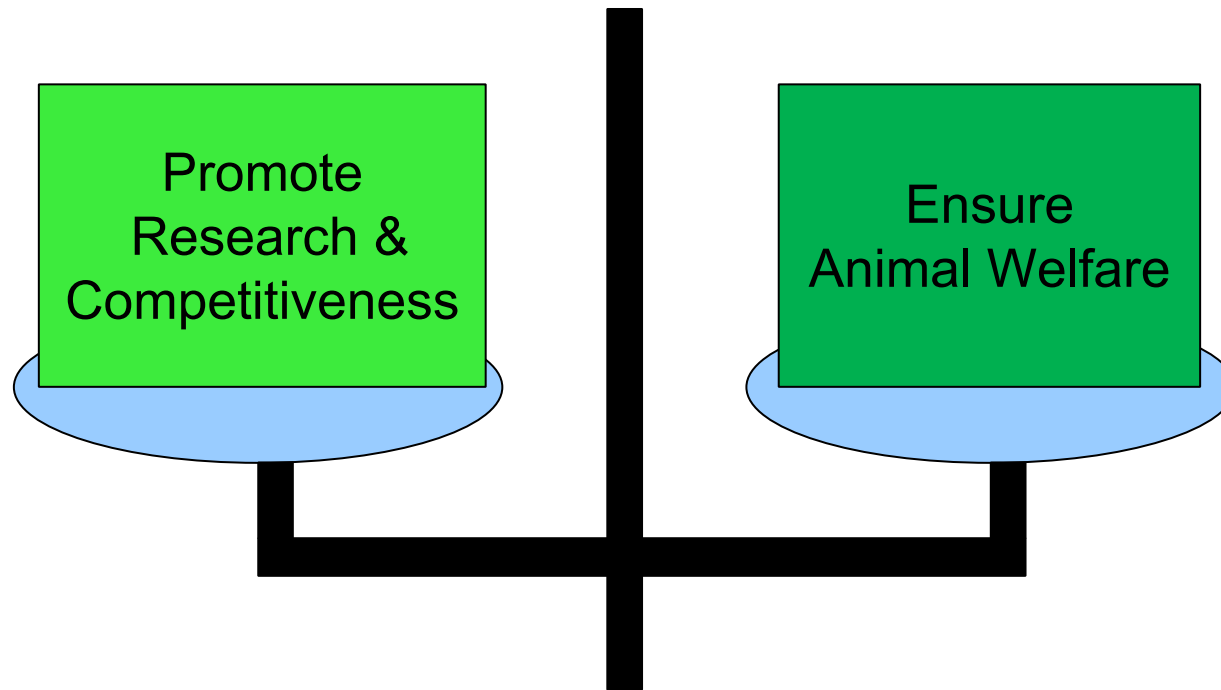 Promote
Research &
Competitiveness
Ensure
Animal Welfare